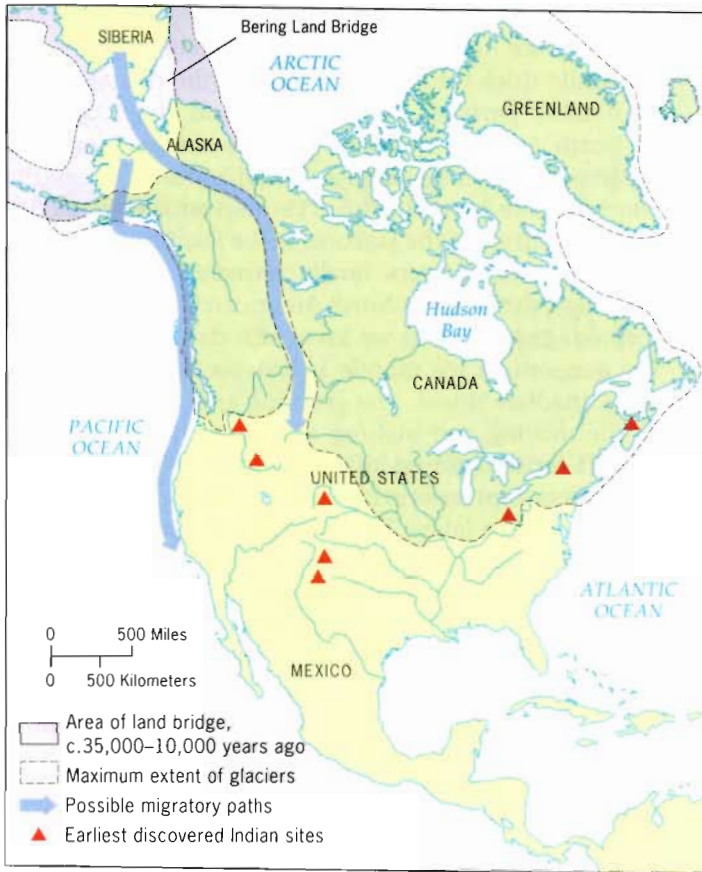 SIBERIA
Bering Land Bridge
ARCTIC
OCEAN
GREENLAND
ALASKA
Hudson
Bay
CANADA
PACIFIC
OCEAN
UNITED STATES
ATLANTIC
OCEAN
MEXICO
0 500 Miles
0 500 Kilometers
Area of land bridge,
c.35,000–10,000 years ago
Maximum extent of glaciers
Possible migratory paths
Earliest discovered Indian sites